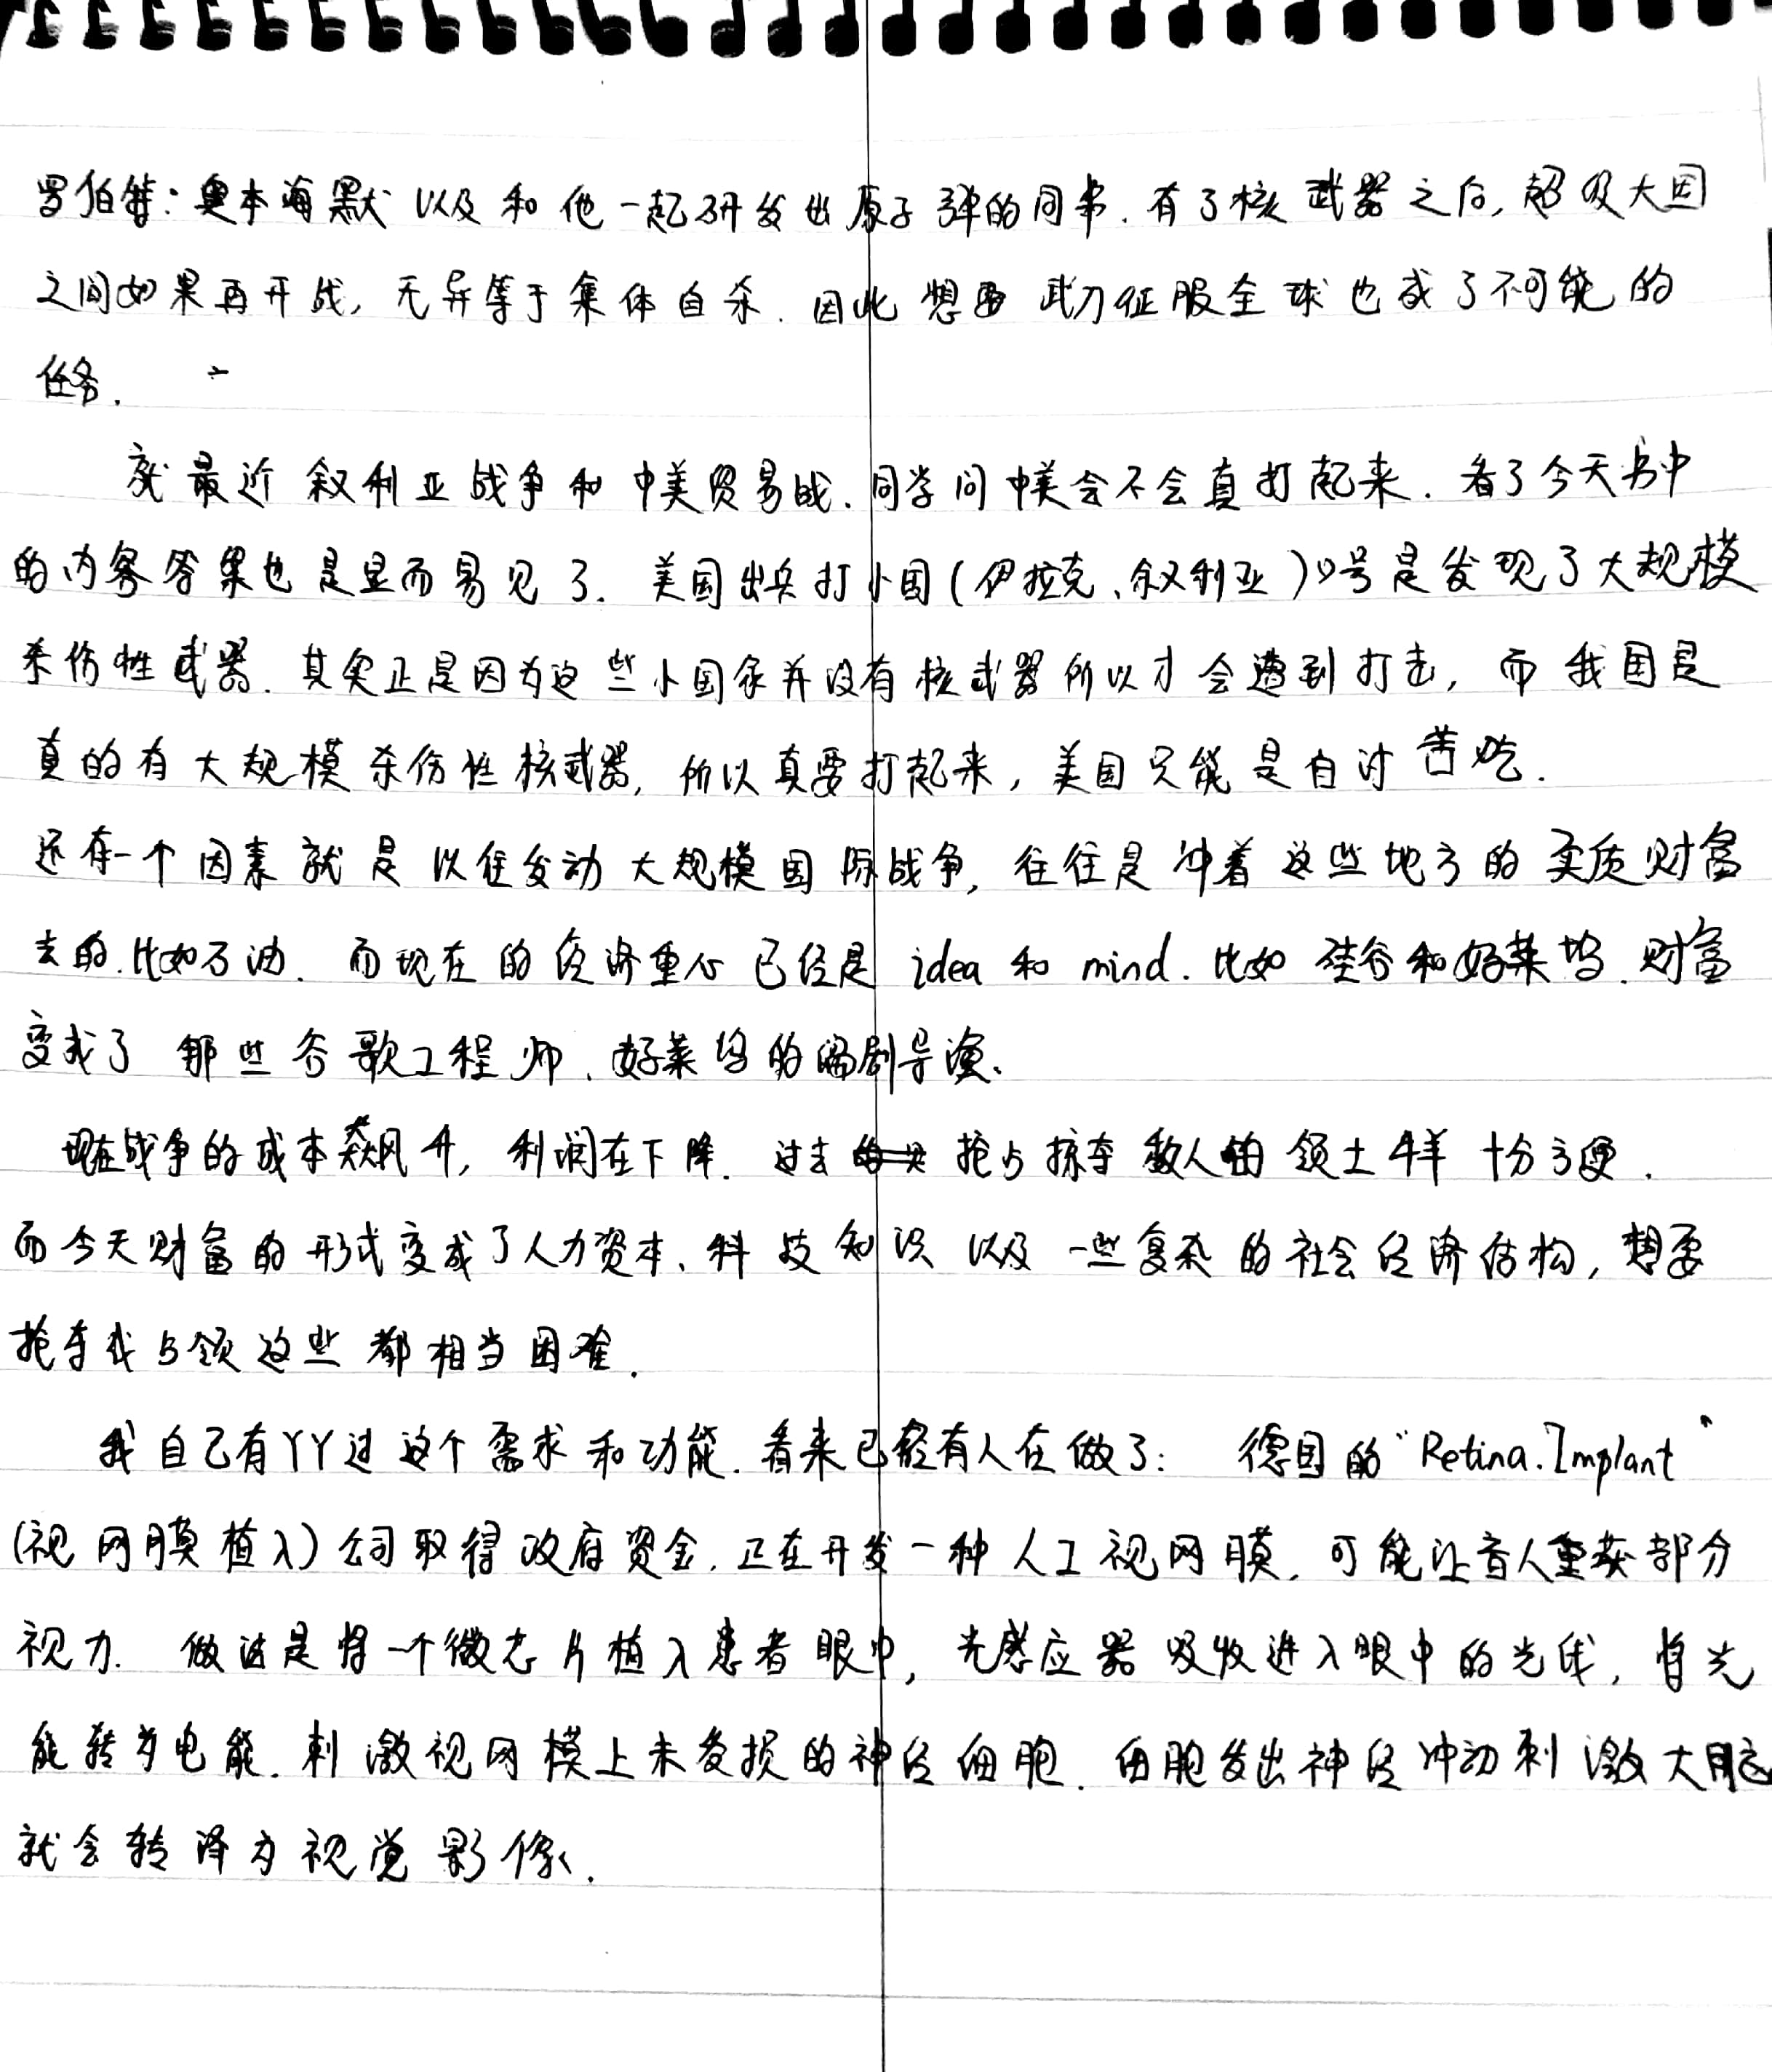 罗伯特:奥本海默以及和他一起研发出原子弹的同事.有了核武器之后,超级大国
之间如果再开战,无异等于集体自杀.因此想要武力征服全球也成了不可能的
任务.
就最近叙利亚战争和中美贸易战.同学问中美会不会真打起来.看了今天书中
的内容答案也是显而易见了.美国出兵打小国(伊拉克、叙利亚)口号是发现了大规模
杀伤性武器.其实正是因为这些小国家并没有核武器所以才会遭到打击,而我国是
真的有大规模杀伤性核武器,所以真要打起来,美国只能是自讨苦吃.
还有一个因素就是以往发动大规模国际战争,往往是冲着这些地方的实质财富
去的.比如石油.而现在的经济重心已经是idea和mind.比如硅谷和好莱坞.财富
变成了那些谷歌工程师、好莱坞的编剧导演.
现在战争的成本飙升,利润在下降.过去抢占掠夺敌人的领土牛羊十分方便.
而今天财富的形式变成了人力资本、科技知识以及一些复杂的社会经济结构,想要
抢夺或占领这些都相当困难.
我自己有YY过这个需求和功能.看来已经有人在做了:德国的“Retina.Implant”
(视网膜植入)公司取得政府资金.正在开发一种人工视网膜,可能让盲人重获部分
视力.做法是将一个微芯片植入患者眼中,光感应器吸收进入眼中的光线,将光
能转为电能.刺激视网模上未受损的神经细胞.细胞发出神经冲动刺激大脑
就会转译为视觉影像.